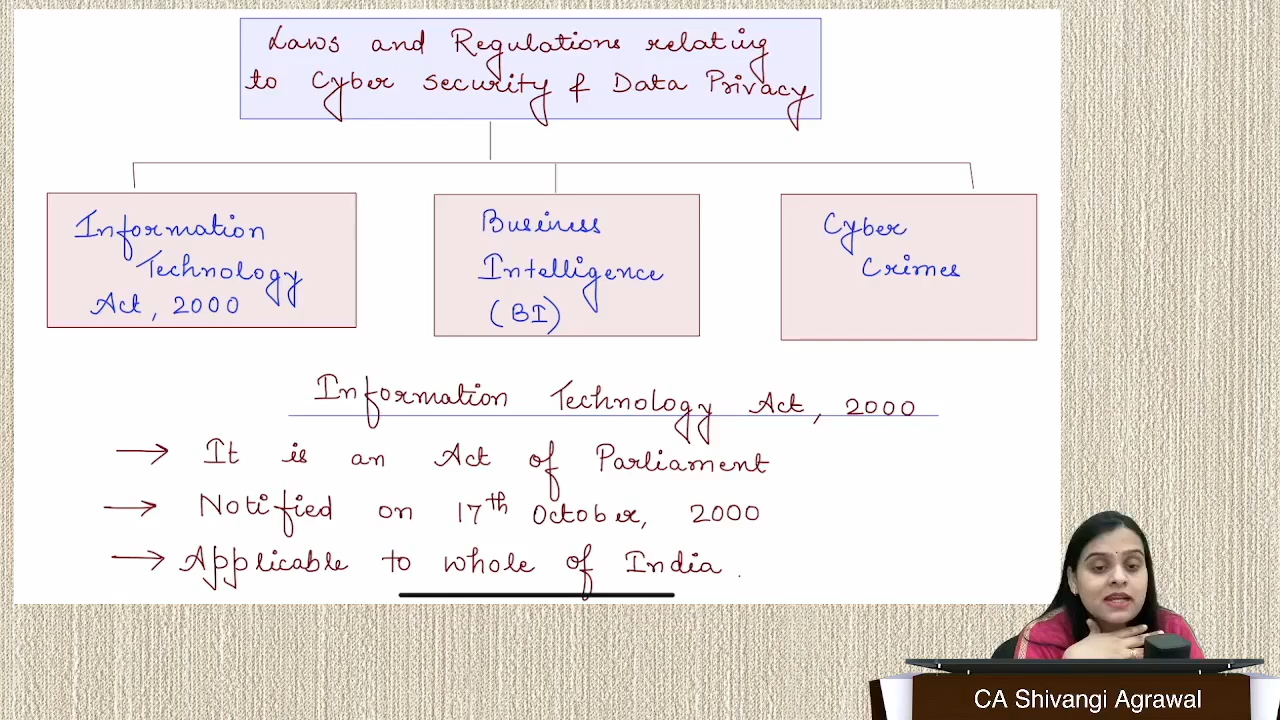 Laws and Regulations relating
to Cyber security & Data Privacy
Information
Technology
Act, 2000
Business
Intelligence
(BI)
Cyber
Crimes
Information Technology Act, 2000
→ It is an Act of Parliament
→ Notified on 17th October, 2000
→ Applicable to whole of India.
CA Shivangi Agrawal